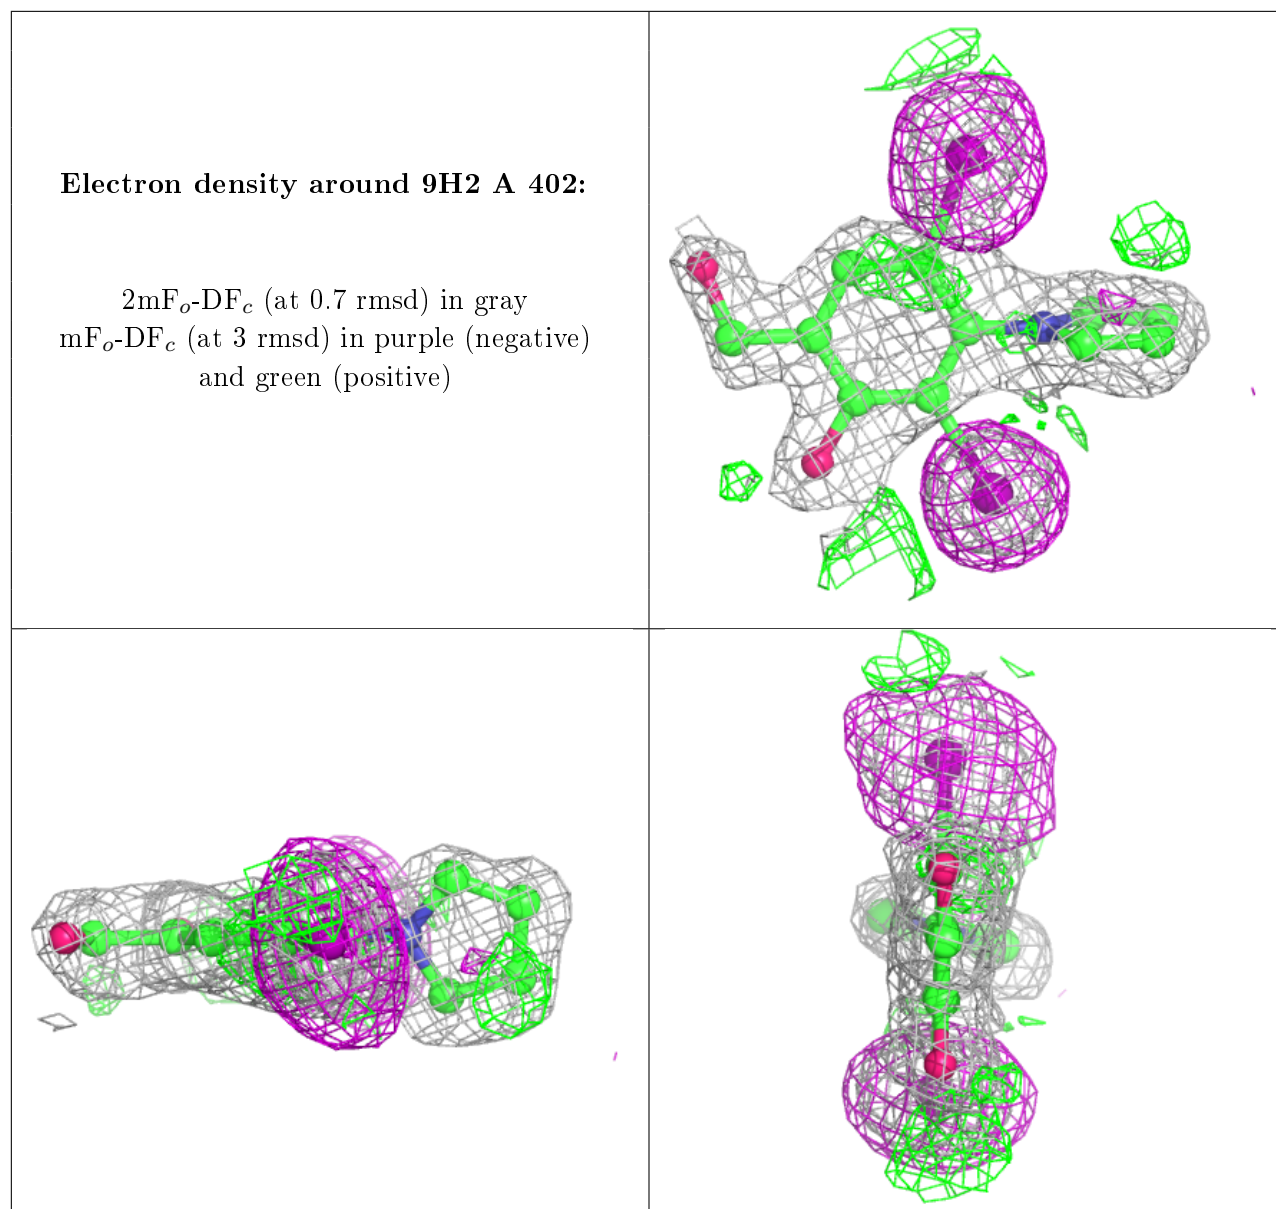 Electron density around 9H2 A 402:
2mFo-DFc (at 0.7 rmsd) in gray
mFo-DFc (at 3 rmsd) in purple (negative)
and green (positive)